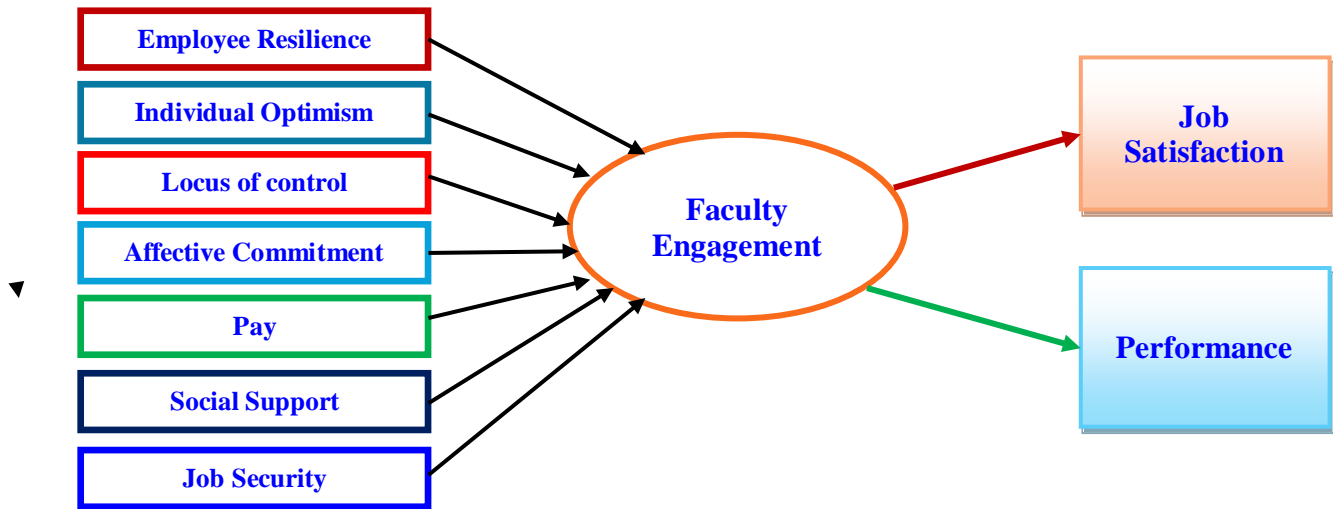 Employee Resilience
Individual Optimism
Locus of control
Affective Commitment
Pay
Social Support
Job Security
Faculty
Engagement
Job
Satisfaction
Performance